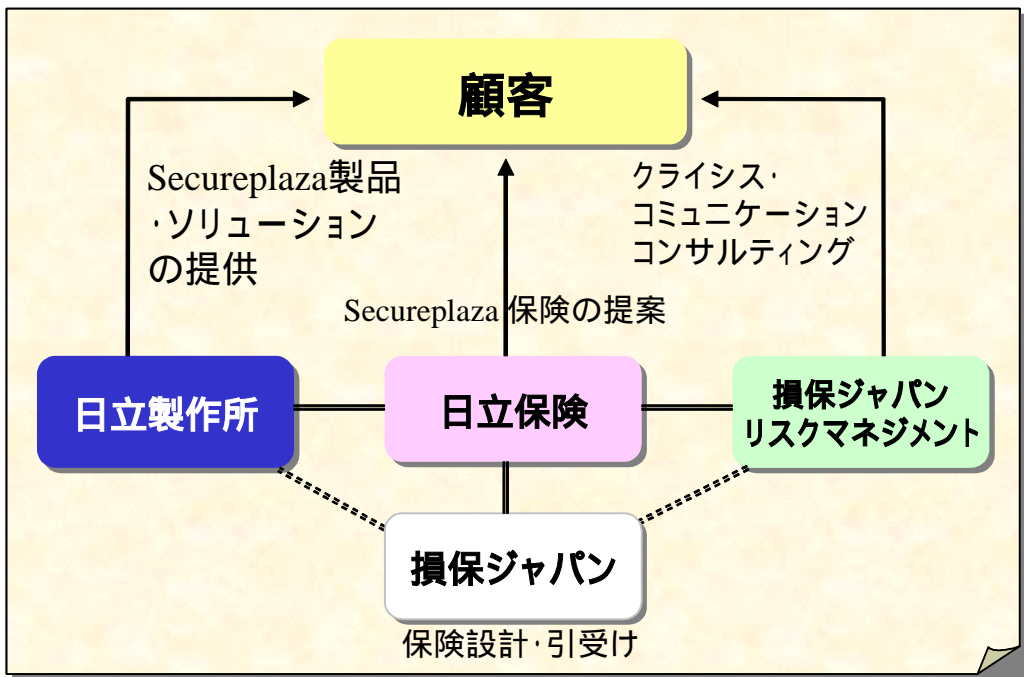 顧客
Secureplaza製品
・ソリューション
の提供
クライシス・
コミュニケーション
コンサルティング
Secureplaza 保険の提案
日立製作所
日立保険
損保ジャパン
リスクマネジメント
損保ジャパン
保険設計・引受け